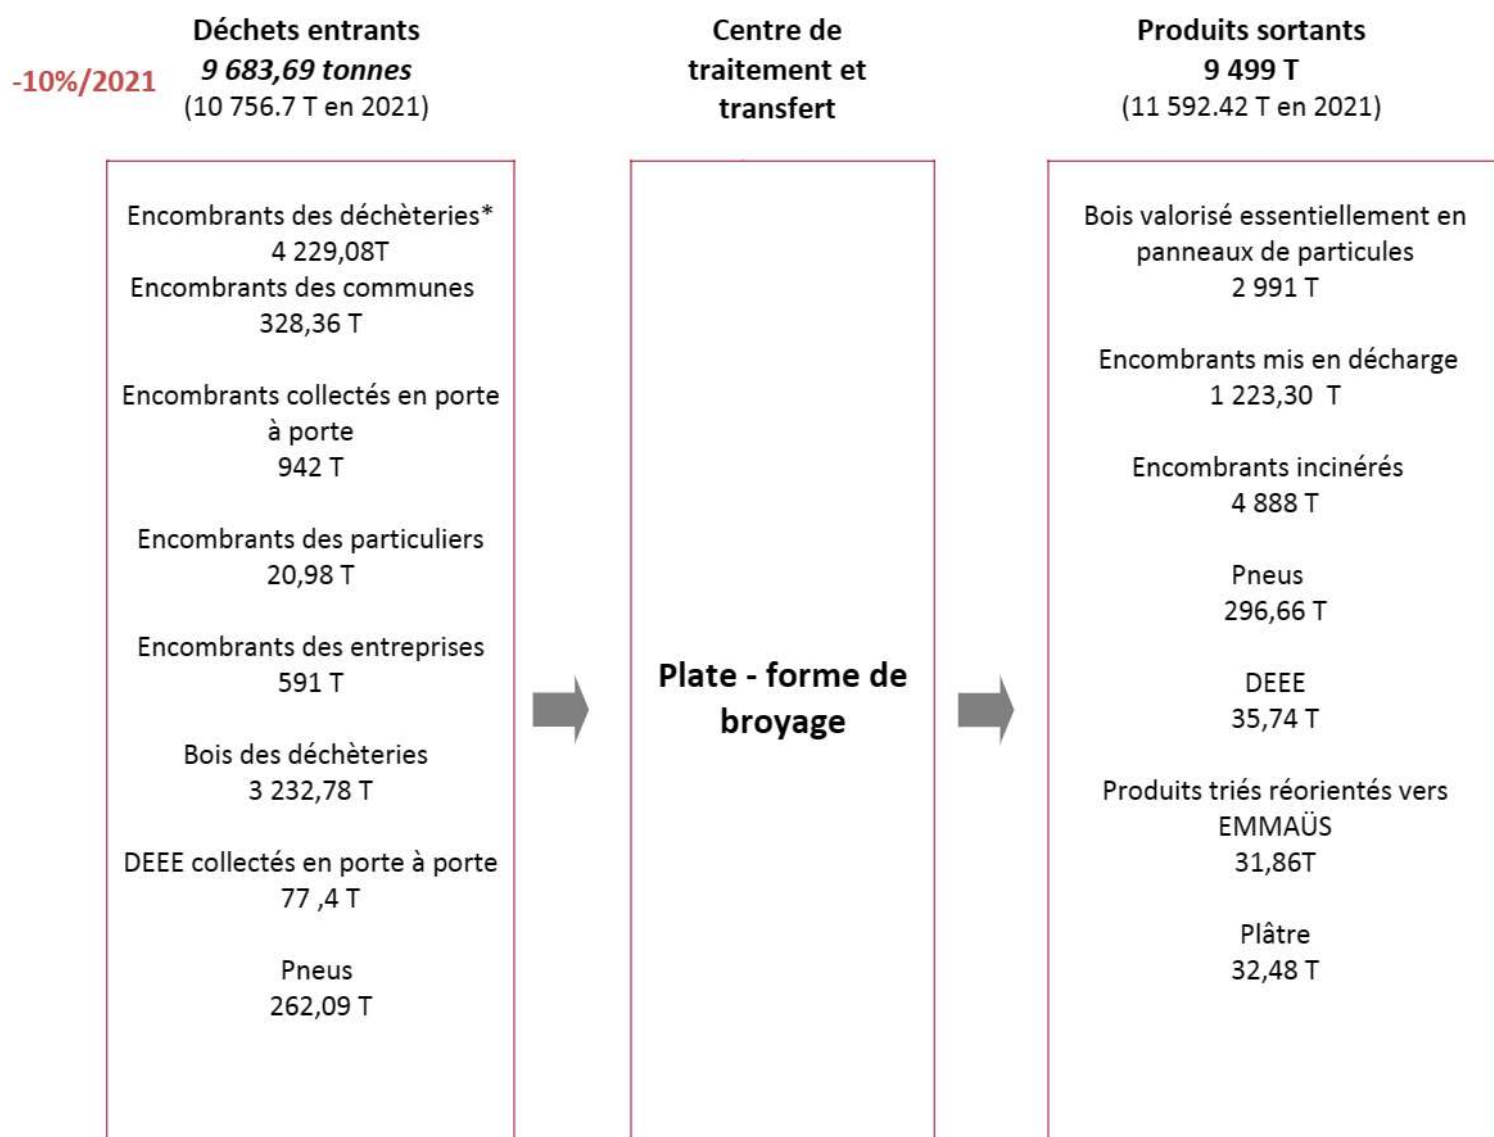 -10%/2021
Déchets entrants
9 683,69 tonnes
(10 756.7 T en 2021)
Centre de
traitement et
transfert
Produits sortants
9 499 T
(11 592.42 T en 2021)
Encombrants des déchèteries*
4 229,08T
Encombrants des communes
328,36 T
Encombrants collectés en porte
à porte
942 T
Encombrants des particuliers
20,98 T
Encombrants des entreprises
591 T
Bois des déchèteries
3 232,78 T
DEEE collectés en porte à porte
77 ,4 T
Pneus
262,09 T
Plate - forme de
broyage
Bois valorisé essentiellement en
panneaux de particules
2 991 T
Encombrants mis en décharge
1 223,30  T
Encombrants incinérés
4 888 T
Pneus
296,66 T
DEEE
35,74 T
Produits triés réorientés vers
EMMAÜS
31,86T
Plâtre
32,48 T